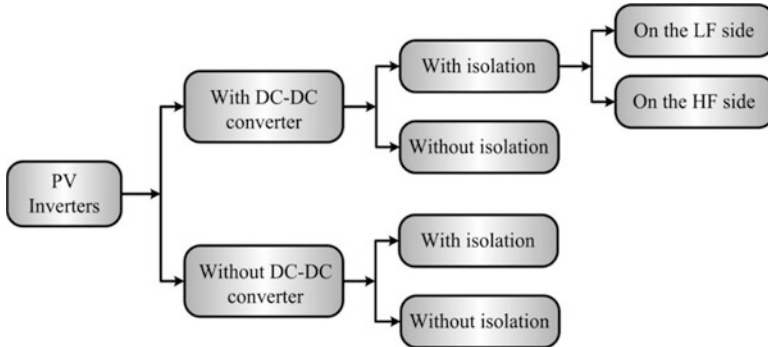 On the LF side
With isolation
With DC-DC
converter
On the HF side
Without isolation
PV
Inverters
With isolation
Without DC-DC
converter
Without isolation